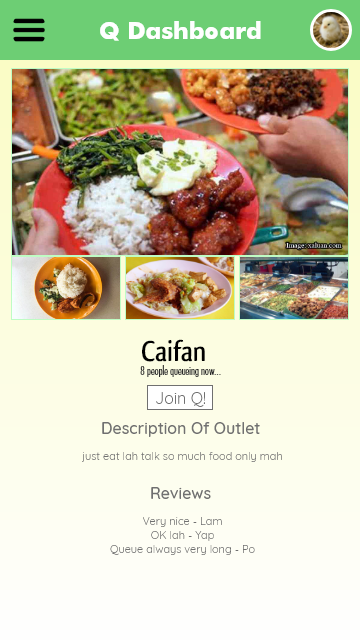 Q Dashboard
Image: xafuan.com
Caifan
8 people queueing now...
Join Q!
Description Of Outlet
just eat lah talk so much food only mah
Reviews
Very nice - Lam
OK lah - Yap
Queue always very long - Po